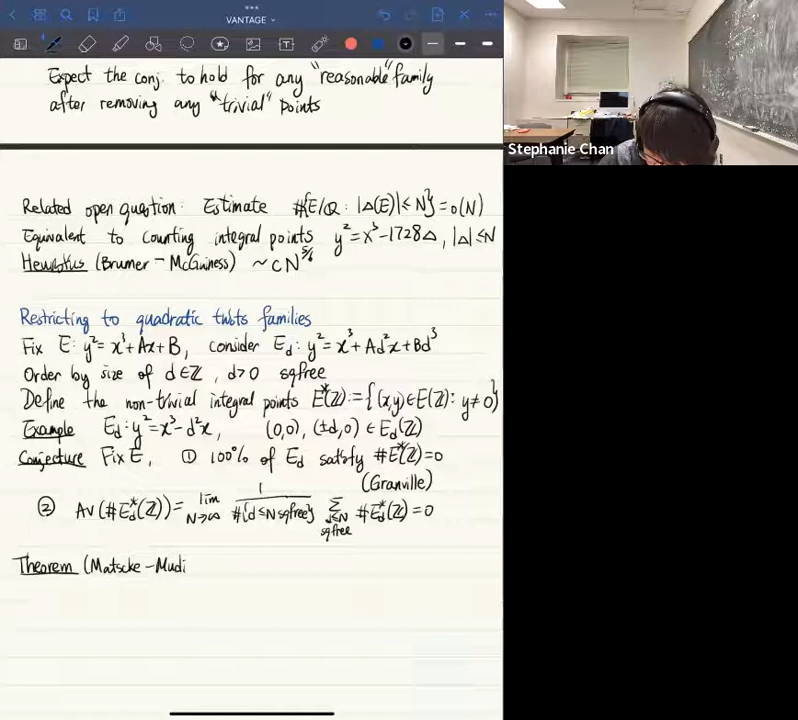 VANTAGE
Expect the conj. to hold for any "reasonable" family
after removing any "trivial" points
Stephanie Chan
Related open question: Estimate #{E/Q : |Δ(E)| ≤ N} = o(N)
Equivalent to counting integral points y² = x³ - 1728Δ, |Δ| ≤ N
Heuristics (Brumer - McGuiness) ~ cN^{5/6}
Restricting to quadratic twists families
Fix E: y² = x³ + Ax + B, consider E_d: y² = x³ + Ad²x + Bd³
Order by size of d ∈ ℤ, d > 0 sqfree
Define the non-trivial integral points E*(ℤ) := {(x,y) ∈ E(ℤ) : y ≠ 0}
Example E_d: y² = x³ - d²x, (0,0), (±d,0) ∈ E_d(ℤ)
Conjecture Fix E, ① 100% of E_d satisfy #E*(ℤ) = 0
(Granville)
② Av(#E_d*(ℤ)) = lim_{N→∞} 1/#{d ≤ N sqfree} Σ_{d≤N sqfree} #E_d*(ℤ) = 0
Theorem (Matscke - Mudi